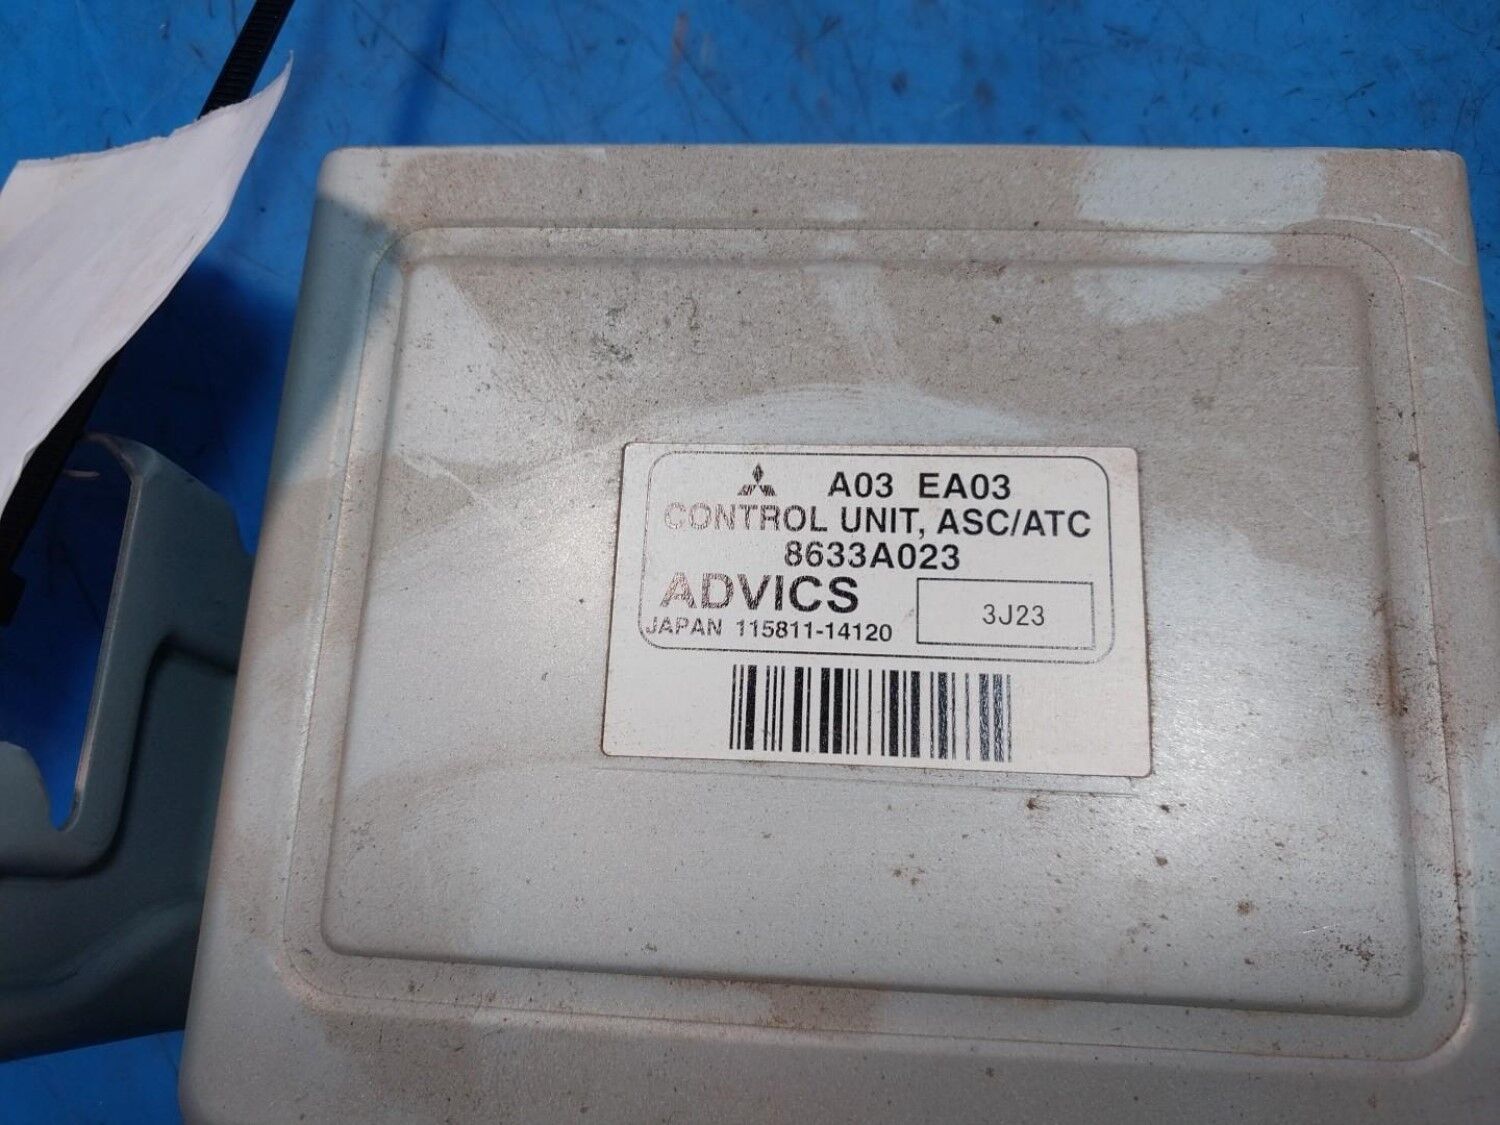 A03 EA03
CONTROL UNIT, ASC/ATC
8633A023
ADVICS
3J23
JAPAN 115811-14120